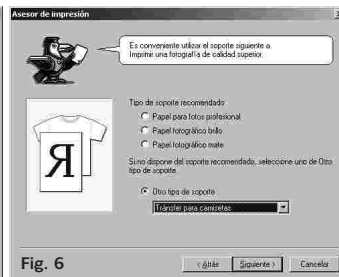 Asesor de impresión
Es conveniente utilizar el soporte siguiente a.
Imprimir una fotografía de calidad superior.
Tipo de soporte recomendado
Papel para fotos profesional
Papel fotográfico brillo
Papel fotográfico mate
Si no dispone del soporte recomendado, seleccione uno de Otro
tipo de soporte
Otro tipo de soporte
Tránsfer para camisetas
Я
< Atrás
Siguiente >
Cancelar
Fig. 6